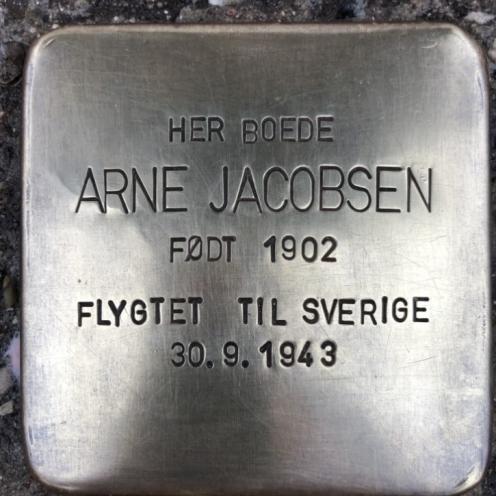 HER BOEDE
ARNE JACOBSEN
FØDT 1902
FLYGTET TIL SVERIGE
30.9.1943